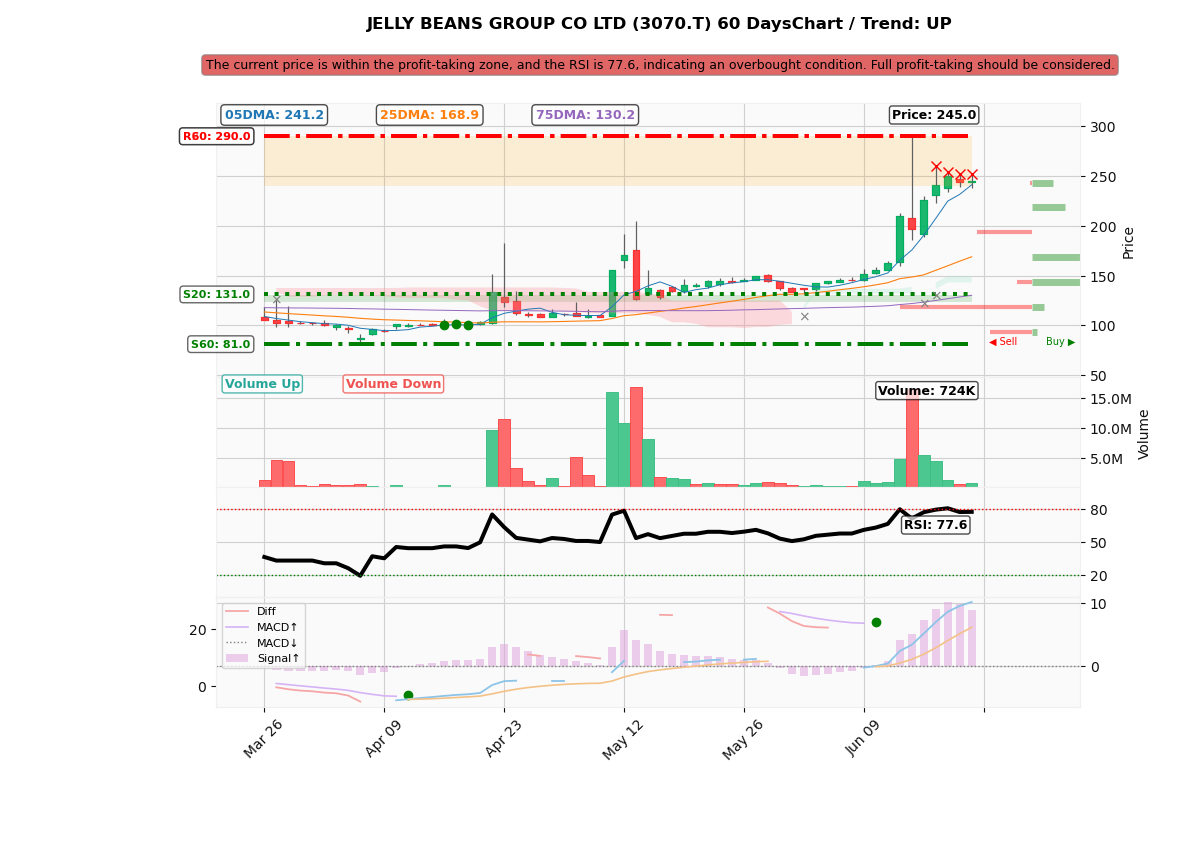 JELLY BEANS GROUP CO LTD (3070.T) 60 DaysChart / Trend: UP
The current price is within the profit-taking zone, and the RSI is 77.6, indicating an overbought condition. Full profit-taking should be considered.
05DMA: 241.2
25DMA: 168.9
75DMA: 130.2
Price: 245.0
R60: 290.0
S20: 131.0
S60: 81.0
300
250
200
150
100
50
Price
◀ Sell
Buy ▶
Volume Up
Volume Down
Volume: 724K
15.0M
10.0M
5.0M
Volume
RSI: 77.6
80
50
20
Diff
MACD↑
MACD↓
Signal↑
20
0
10
0
Mar 26
Apr 09
Apr 23
May 12
May 26
Jun 09